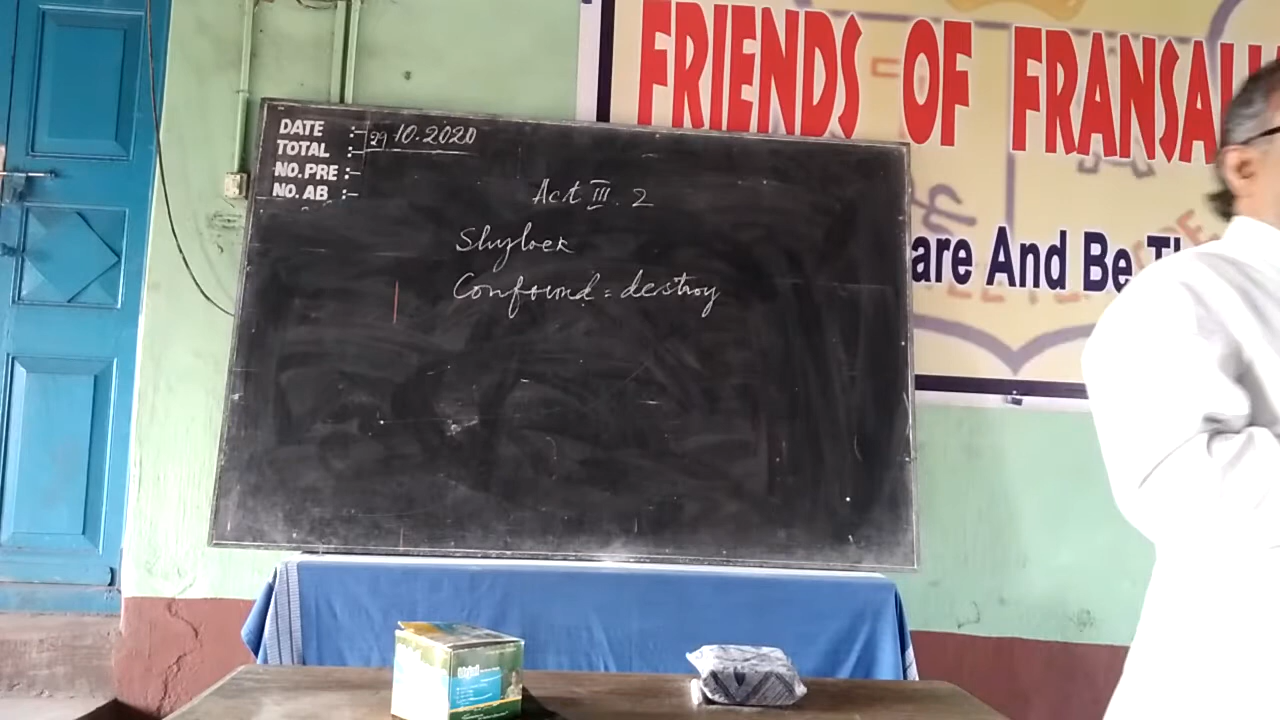 FRIENDS OF FRANSALI
are And Be
DATE :- 29 10.2020
TOTAL :-
NO.PRE :-
NO. AB :-
Act III. 2
Shylock
Confound = destroy